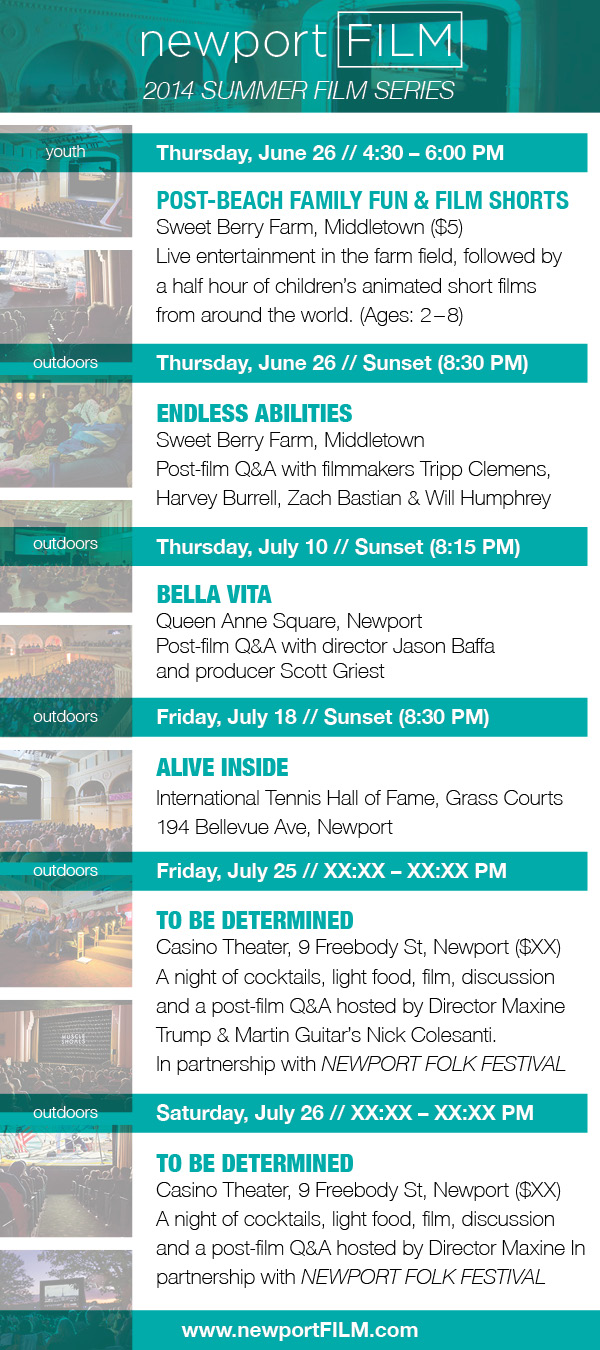 newport FILM
2014 SUMMER FILM SERIES
youth
Thursday, June 26 // 4:30 – 6:00 PM
POST-BEACH FAMILY FUN & FILM SHORTS
Sweet Berry Farm, Middletown ($5)
Live entertainment in the farm field, followed by
a half hour of children’s animated short films
from around the world. (Ages: 2–8)
outdoors
Thursday, June 26 // Sunset (8:30 PM)
ENDLESS ABILITIES
Sweet Berry Farm, Middletown
Post-film Q&A with filmmakers Tripp Clemens,
Harvey Burrell, Zach Bastian & Will Humphrey
outdoors
Thursday, July 10 // Sunset (8:15 PM)
BELLA VITA
Queen Anne Square, Newport
Post-film Q&A with director Jason Baffa
and producer Scott Griest
outdoors
Friday, July 18 // Sunset (8:30 PM)
ALIVE INSIDE
International Tennis Hall of Fame, Grass Courts
194 Bellevue Ave, Newport
outdoors
Friday, July 25 // XX:XX – XX:XX PM
TO BE DETERMINED
Casino Theater, 9 Freebody St, Newport ($XX)
A night of cocktails, light food, film, discussion
and a post-film Q&A hosted by Director Maxine
Trump & Martin Guitar’s Nick Colesanti.
In partnership with NEWPORT FOLK FESTIVAL
MUSCLE
SHOALS
outdoors
Saturday, July 26 // XX:XX – XX:XX PM
TO BE DETERMINED
Casino Theater, 9 Freebody St, Newport ($XX)
A night of cocktails, light food, film, discussion
and a post-film Q&A hosted by Director Maxine In
partnership with NEWPORT FOLK FESTIVAL
www.newportFILM.com